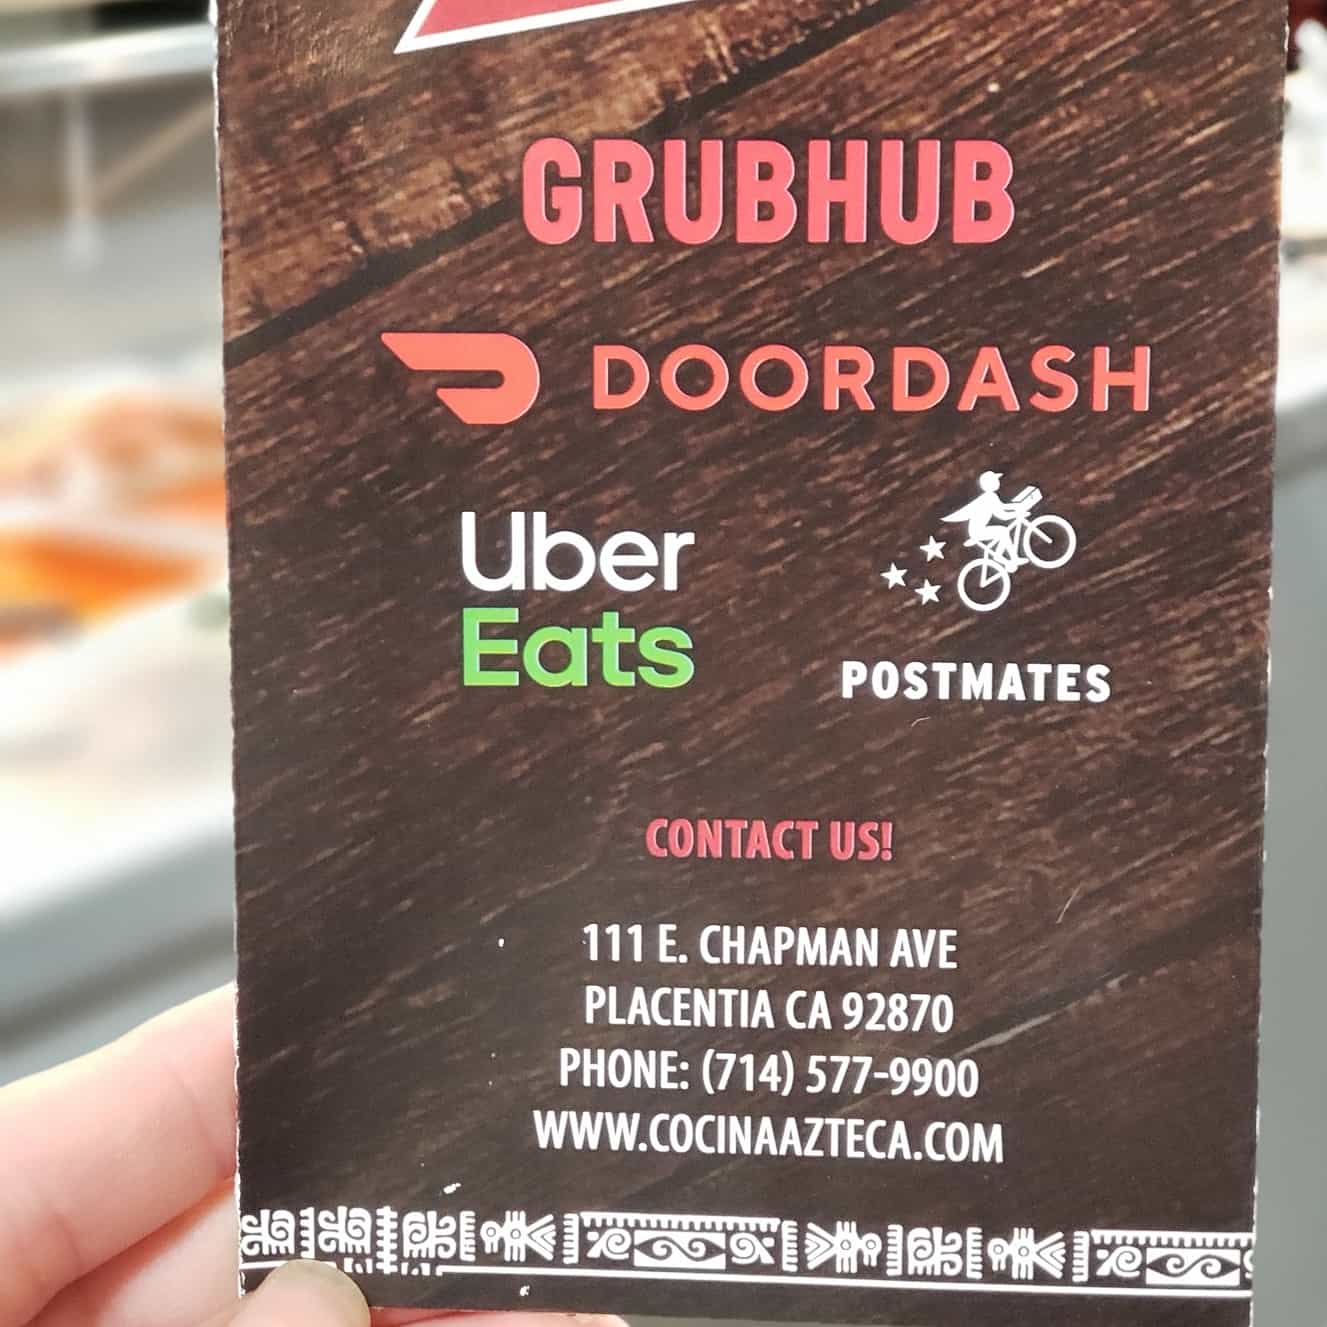 GRUBHUB
DOORDASH
Uber
Eats
POSTMATES
CONTACT US!
111 E. CHAPMAN AVE
PLACENTIA CA 92870
PHONE: (714) 577-9900
WWW.COCINAAZTECA.COM